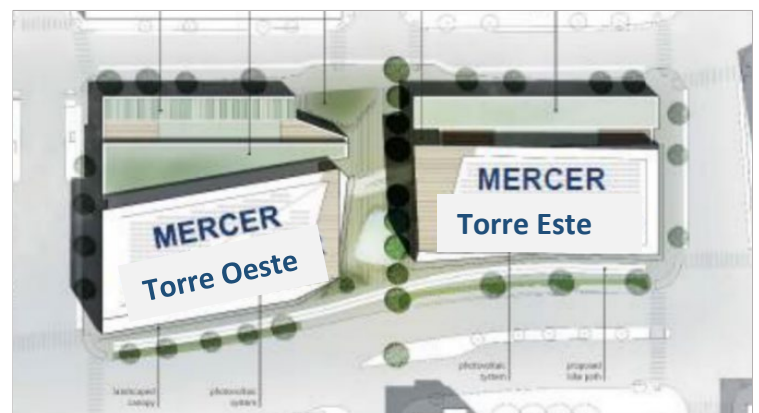 MERCER
Torre Oeste
MERCER
Torre Este
landscaped
canopy
photovoltaic
system
photovoltaic
system
proposed
bike path